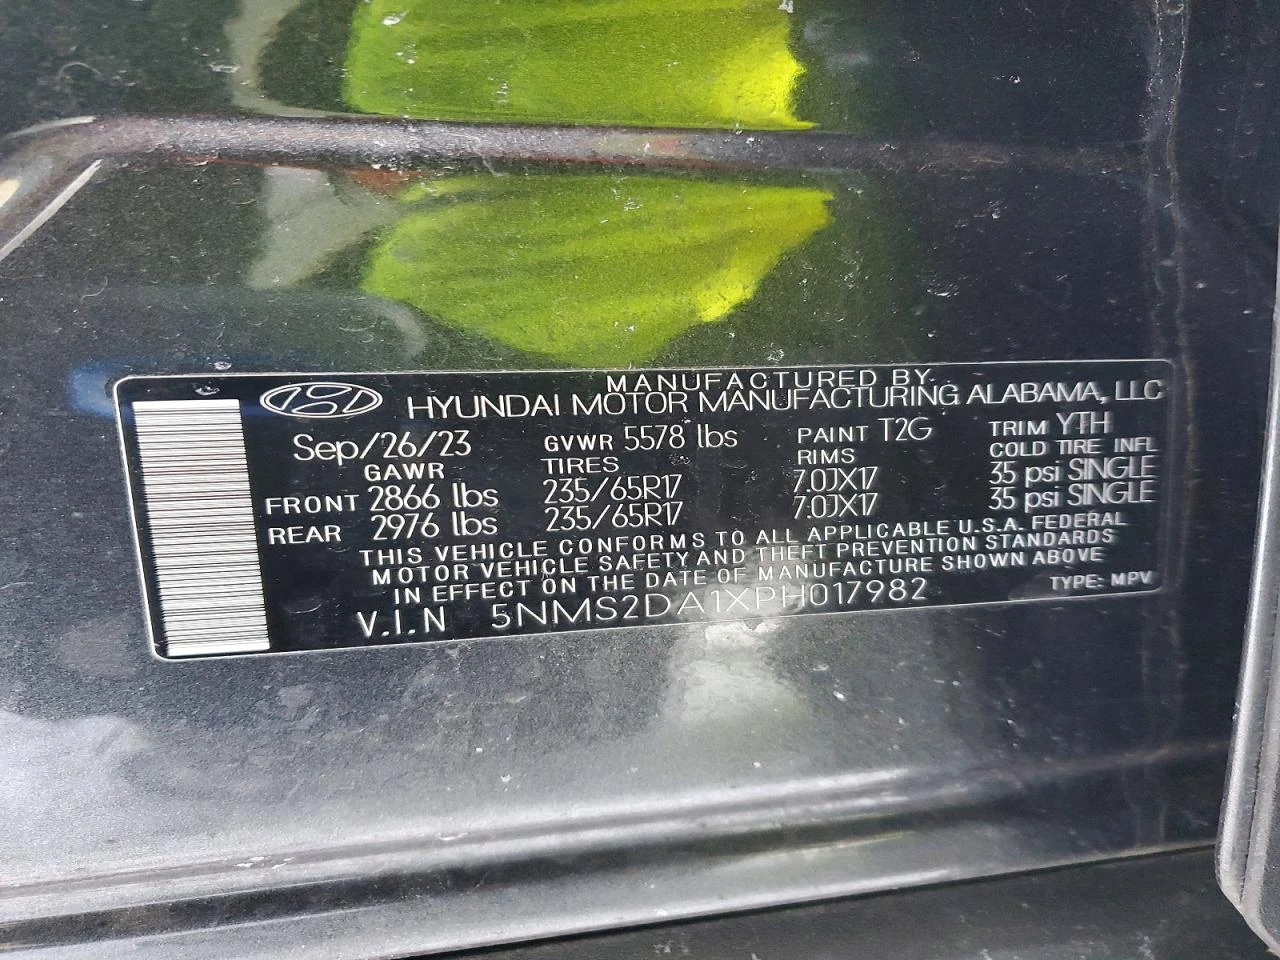 MANUFACTURED BY
HYUNDAI MOTOR MANUFACTURING ALABAMA, LLC
Sep/26/23 GVWR 5578 lbs PAINT T2G TRIM YTH
GAWR TIRES RIMS COLD TIRE INFL
FRONT 2866 lbs 235/65R17 7.0JX17 35 psi SINGLE
REAR 2976 lbs 235/65R17 7.0JX17 35 psi SINGLE
THIS VEHICLE CONFORMS TO ALL APPLICABLE U.S.A. FEDERAL
MOTOR VEHICLE SAFETY AND THEFT PREVENTION STANDARDS
IN EFFECT ON THE DATE OF MANUFACTURE SHOWN ABOVE
V.I.N 5NMS2DA1XPH017982 TYPE: MPV